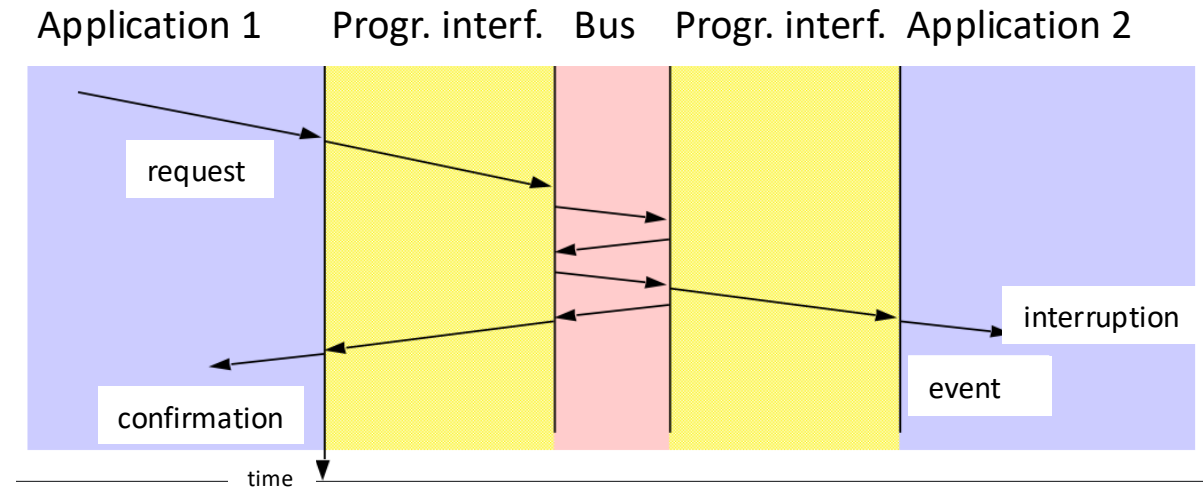 Application 1 Progr. interf. Bus Progr. interf. Application 2
request
interruption
event
confirmation
time